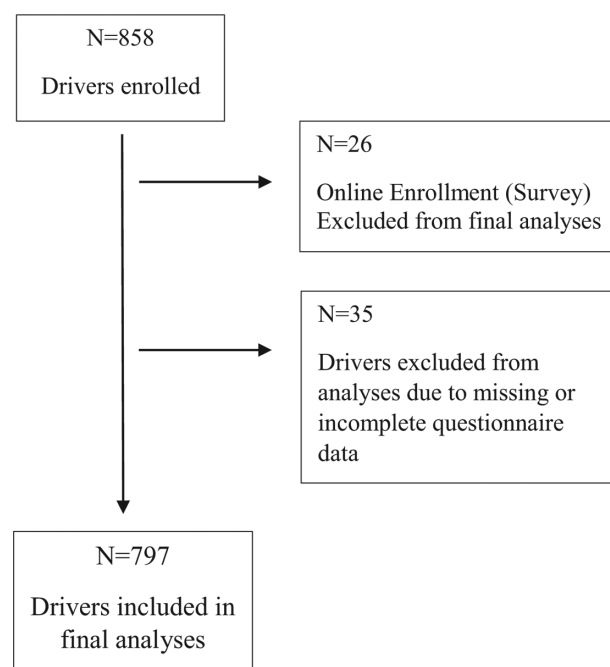 N=858
Drivers enrolled
N=26
Online Enrollment (Survey)
Excluded from final analyses
N=35
Drivers excluded from
analyses due to missing or
incomplete questionnaire
data
N=797
Drivers included in
final analyses